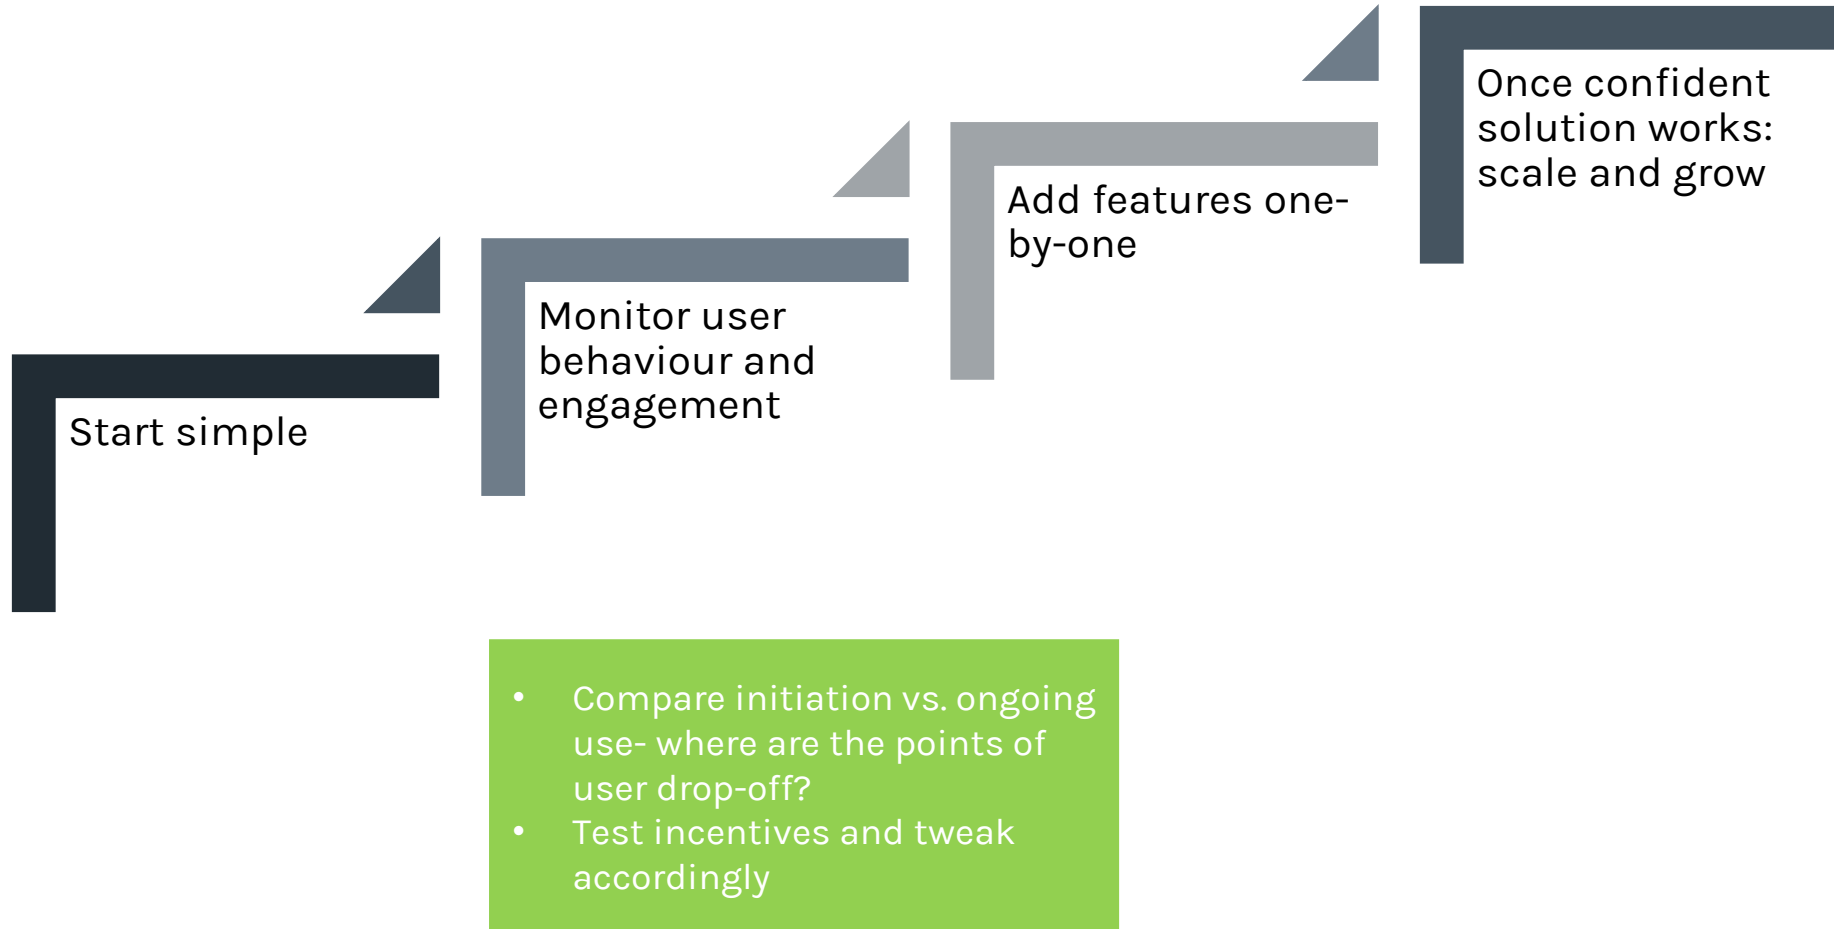 Start simple
Monitor user
behaviour and
engagement
Add features one-
by-one
Once confident
solution works:
scale and grow
• Compare initiation vs. ongoing
use- where are the points of
user drop-off?
• Test incentives and tweak
accordingly